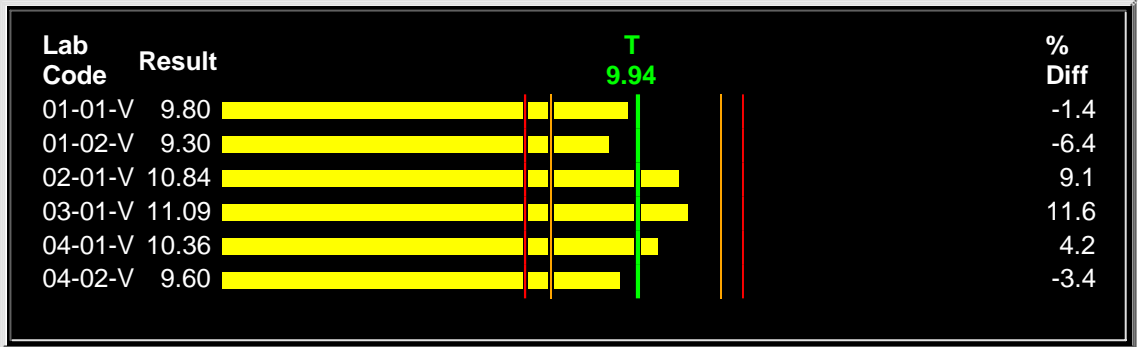 Lab Code Result T 9.94 % Diff
01-01-V 9.80 -1.4
01-02-V 9.30 -6.4
02-01-V 10.84 9.1
03-01-V 11.09 11.6
04-01-V 10.36 4.2
04-02-V 9.60 -3.4